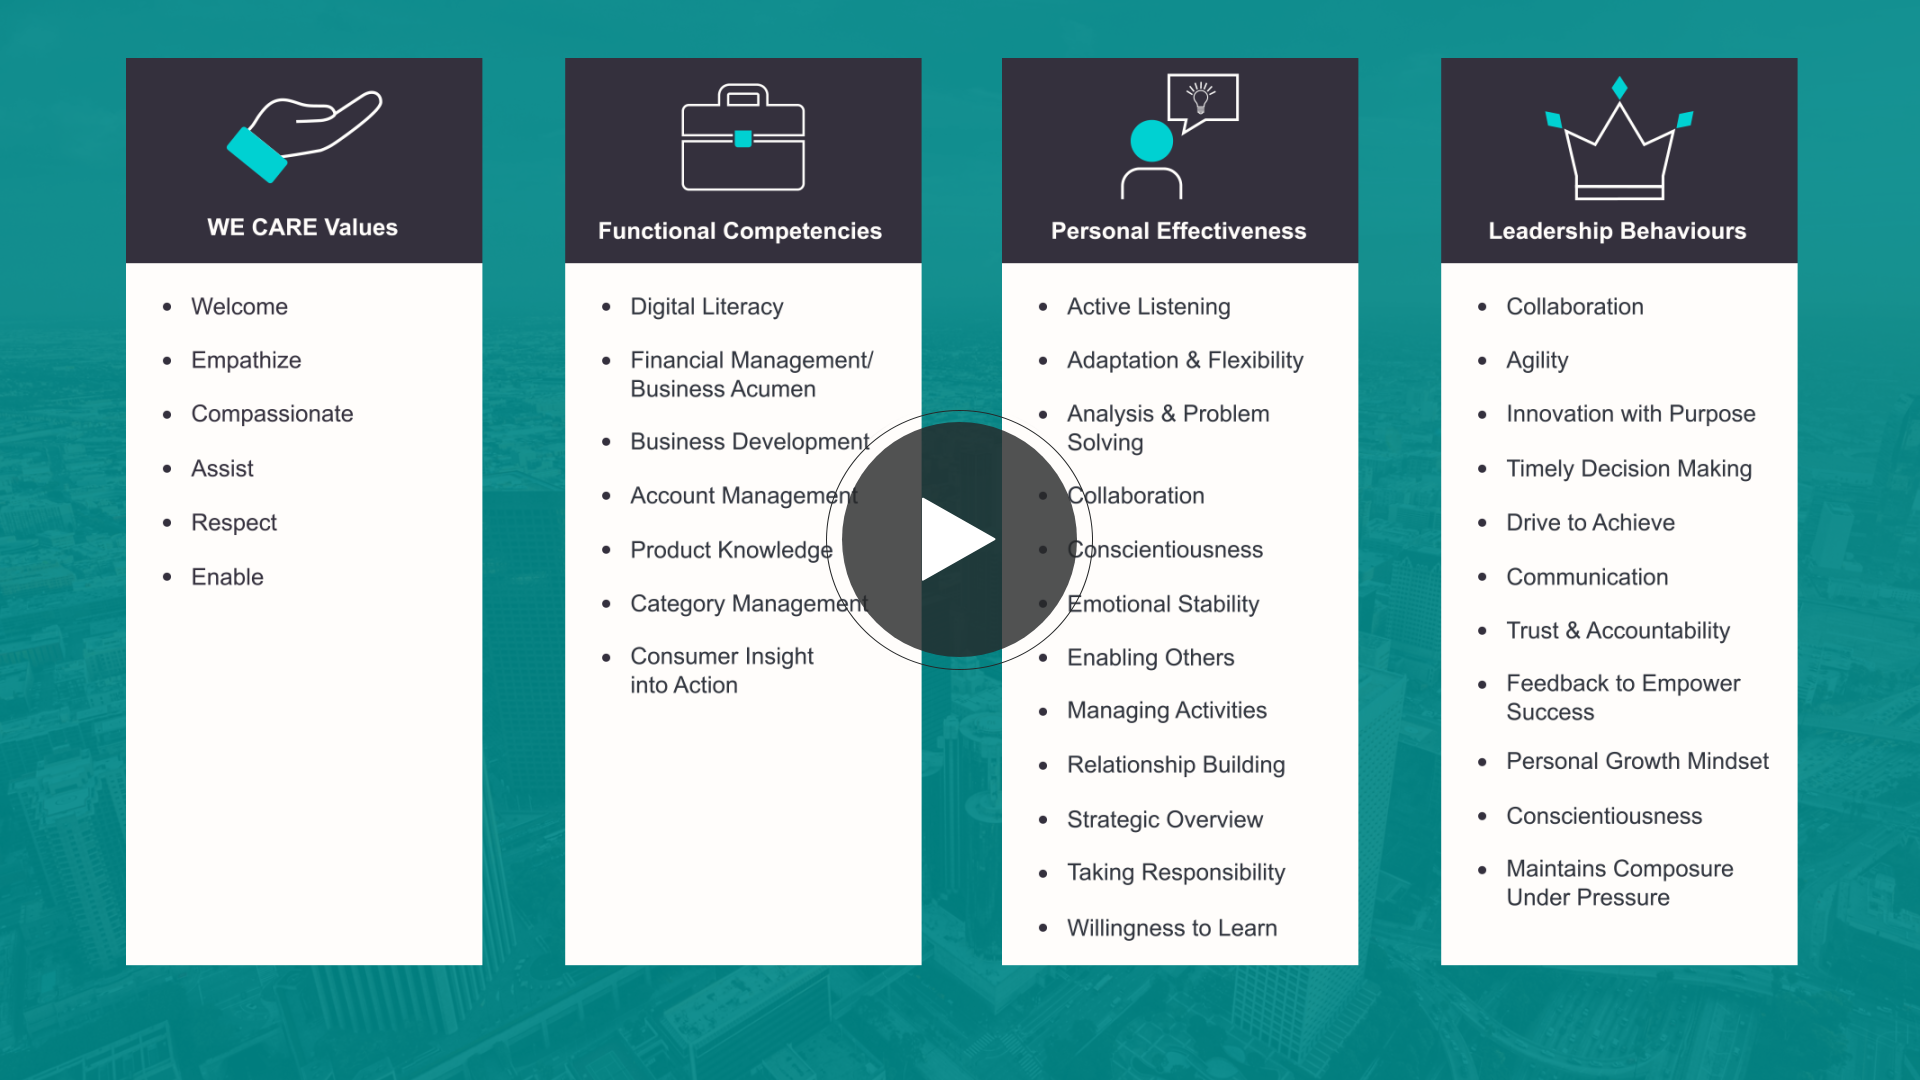 WE CARE Values
Welcome
Empathize
Compassionate
Assist
Respect
Enable
Functional Competencies
Digital Literacy
Financial Management/
Business Acumen
Business Development
Account Management
Product Knowledge
Category Management
Consumer Insight
into Action
Personal Effectiveness
Active Listening
Adaptation & Flexibility
Analysis & Problem
Solving
Collaboration
Conscientiousness
Emotional Stability
Enabling Others
Managing Activities
Relationship Building
Strategic Overview
Taking Responsibility
Willingness to Learn
Leadership Behaviours
Collaboration
Agility
Innovation with Purpose
Timely Decision Making
Drive to Achieve
Communication
Trust & Accountability
Feedback to Empower
Success
Personal Growth Mindset
Conscientiousness
Maintains Composure
Under Pressure